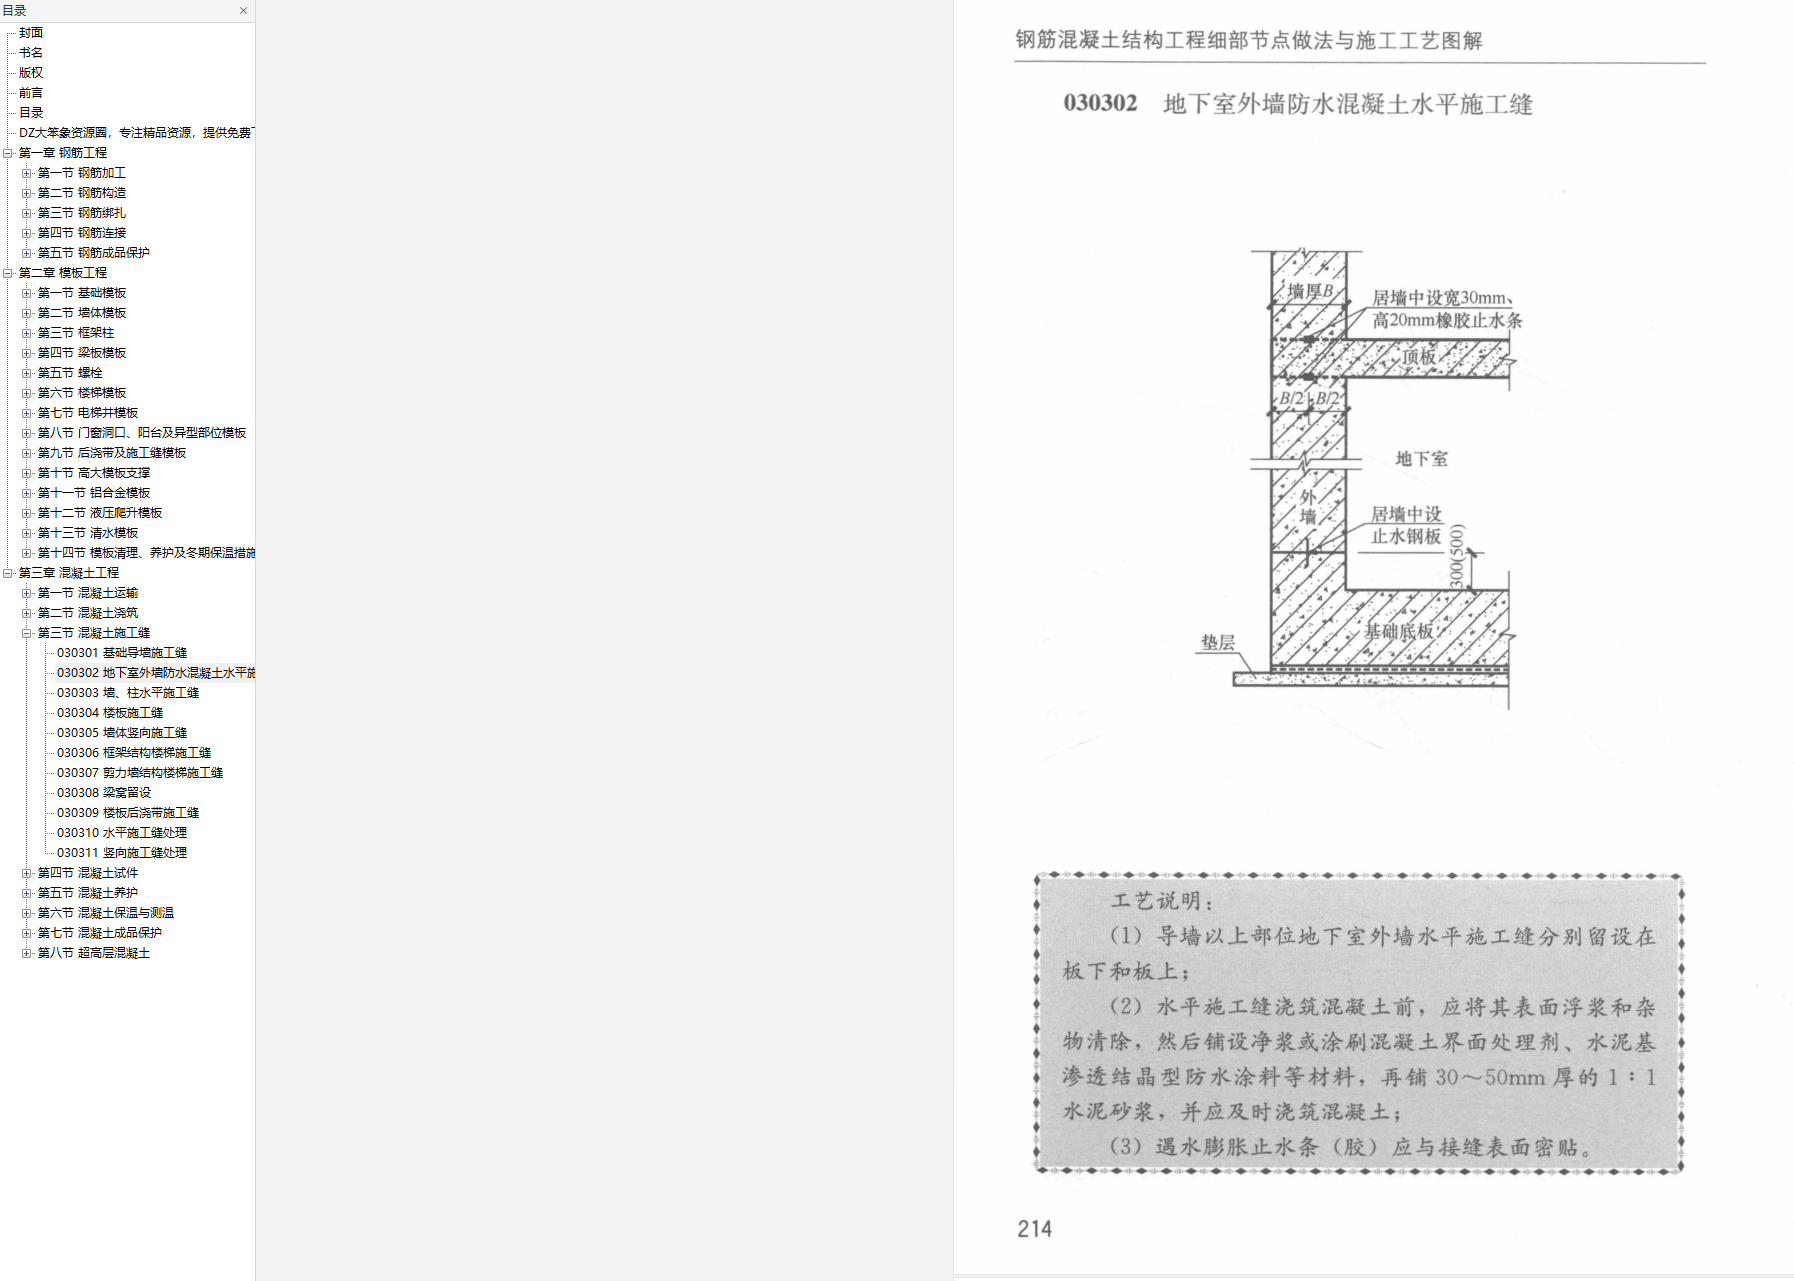 目录
×
封面
书名
版权
前言
目录
DZ大笨象资源圈，专注精品资源，提供免费
第一章 钢筋工程
第一节 钢筋加工
第二节 钢筋构造
第三节 钢筋绑扎
第四节 钢筋连接
第五节 钢筋成品保护
第二章 模板工程
第一节 基础模板
第二节 墙体模板
第三节 框架柱
第四节 梁板模板
第五节 螺栓
第六节 楼梯模板
第七节 电梯井模板
第八节 门窗洞口、阳台及异型部位模板
第九节 后浇带及施工缝模板
第十节 高大模板支撑
第十一节 铝合金模板
第十二节 液压爬升模板
第十三节 清水模板
第十四节 模板清理、养护及冬期保温措施
第三章 混凝土工程
第一节 混凝土运输
第二节 混凝土浇筑
第三节 混凝土施工缝
030301 基础导墙施工缝
030302 地下室外墙防水混凝土水平施
030303 墙、柱水平施工缝
030304 楼板施工缝
030305 墙体竖向施工缝
030306 框架结构楼梯施工缝
030307 剪力墙结构楼梯施工缝
030308 梁窝留设
030309 楼板后浇带施工缝
030310 水平施工缝处理
030311 竖向施工缝处理
第四节 混凝土试件
第五节 混凝土养护
第六节 混凝土保温与测温
第七节 混凝土成品保护
第八节 超高层混凝土
钢筋混凝土结构工程细部节点做法与施工工艺图解
030302 地下室外墙防水混凝土水平施工缝
墙厚B
居墙中设宽30mm、
高20mm橡胶止水条
顶板
B/2 B/2
地下室
外
墙
居墙中设
止水钢板
300(500)
基础底板
垫层
工艺说明：
（1）导墙以上部位地下室外墙水平施工缝分别留设在
板下和板上；
（2）水平施工缝浇筑混凝土前，应将其表面浮浆和杂
物清除，然后铺设净浆或涂刷混凝土界面处理剂、水泥基
渗透结晶型防水涂料等材料，再铺 30～50mm 厚的 1：1
水泥砂浆，并应及时浇筑混凝土；
（3）遇水膨胀止水条（胶）应与接缝表面密贴。
214